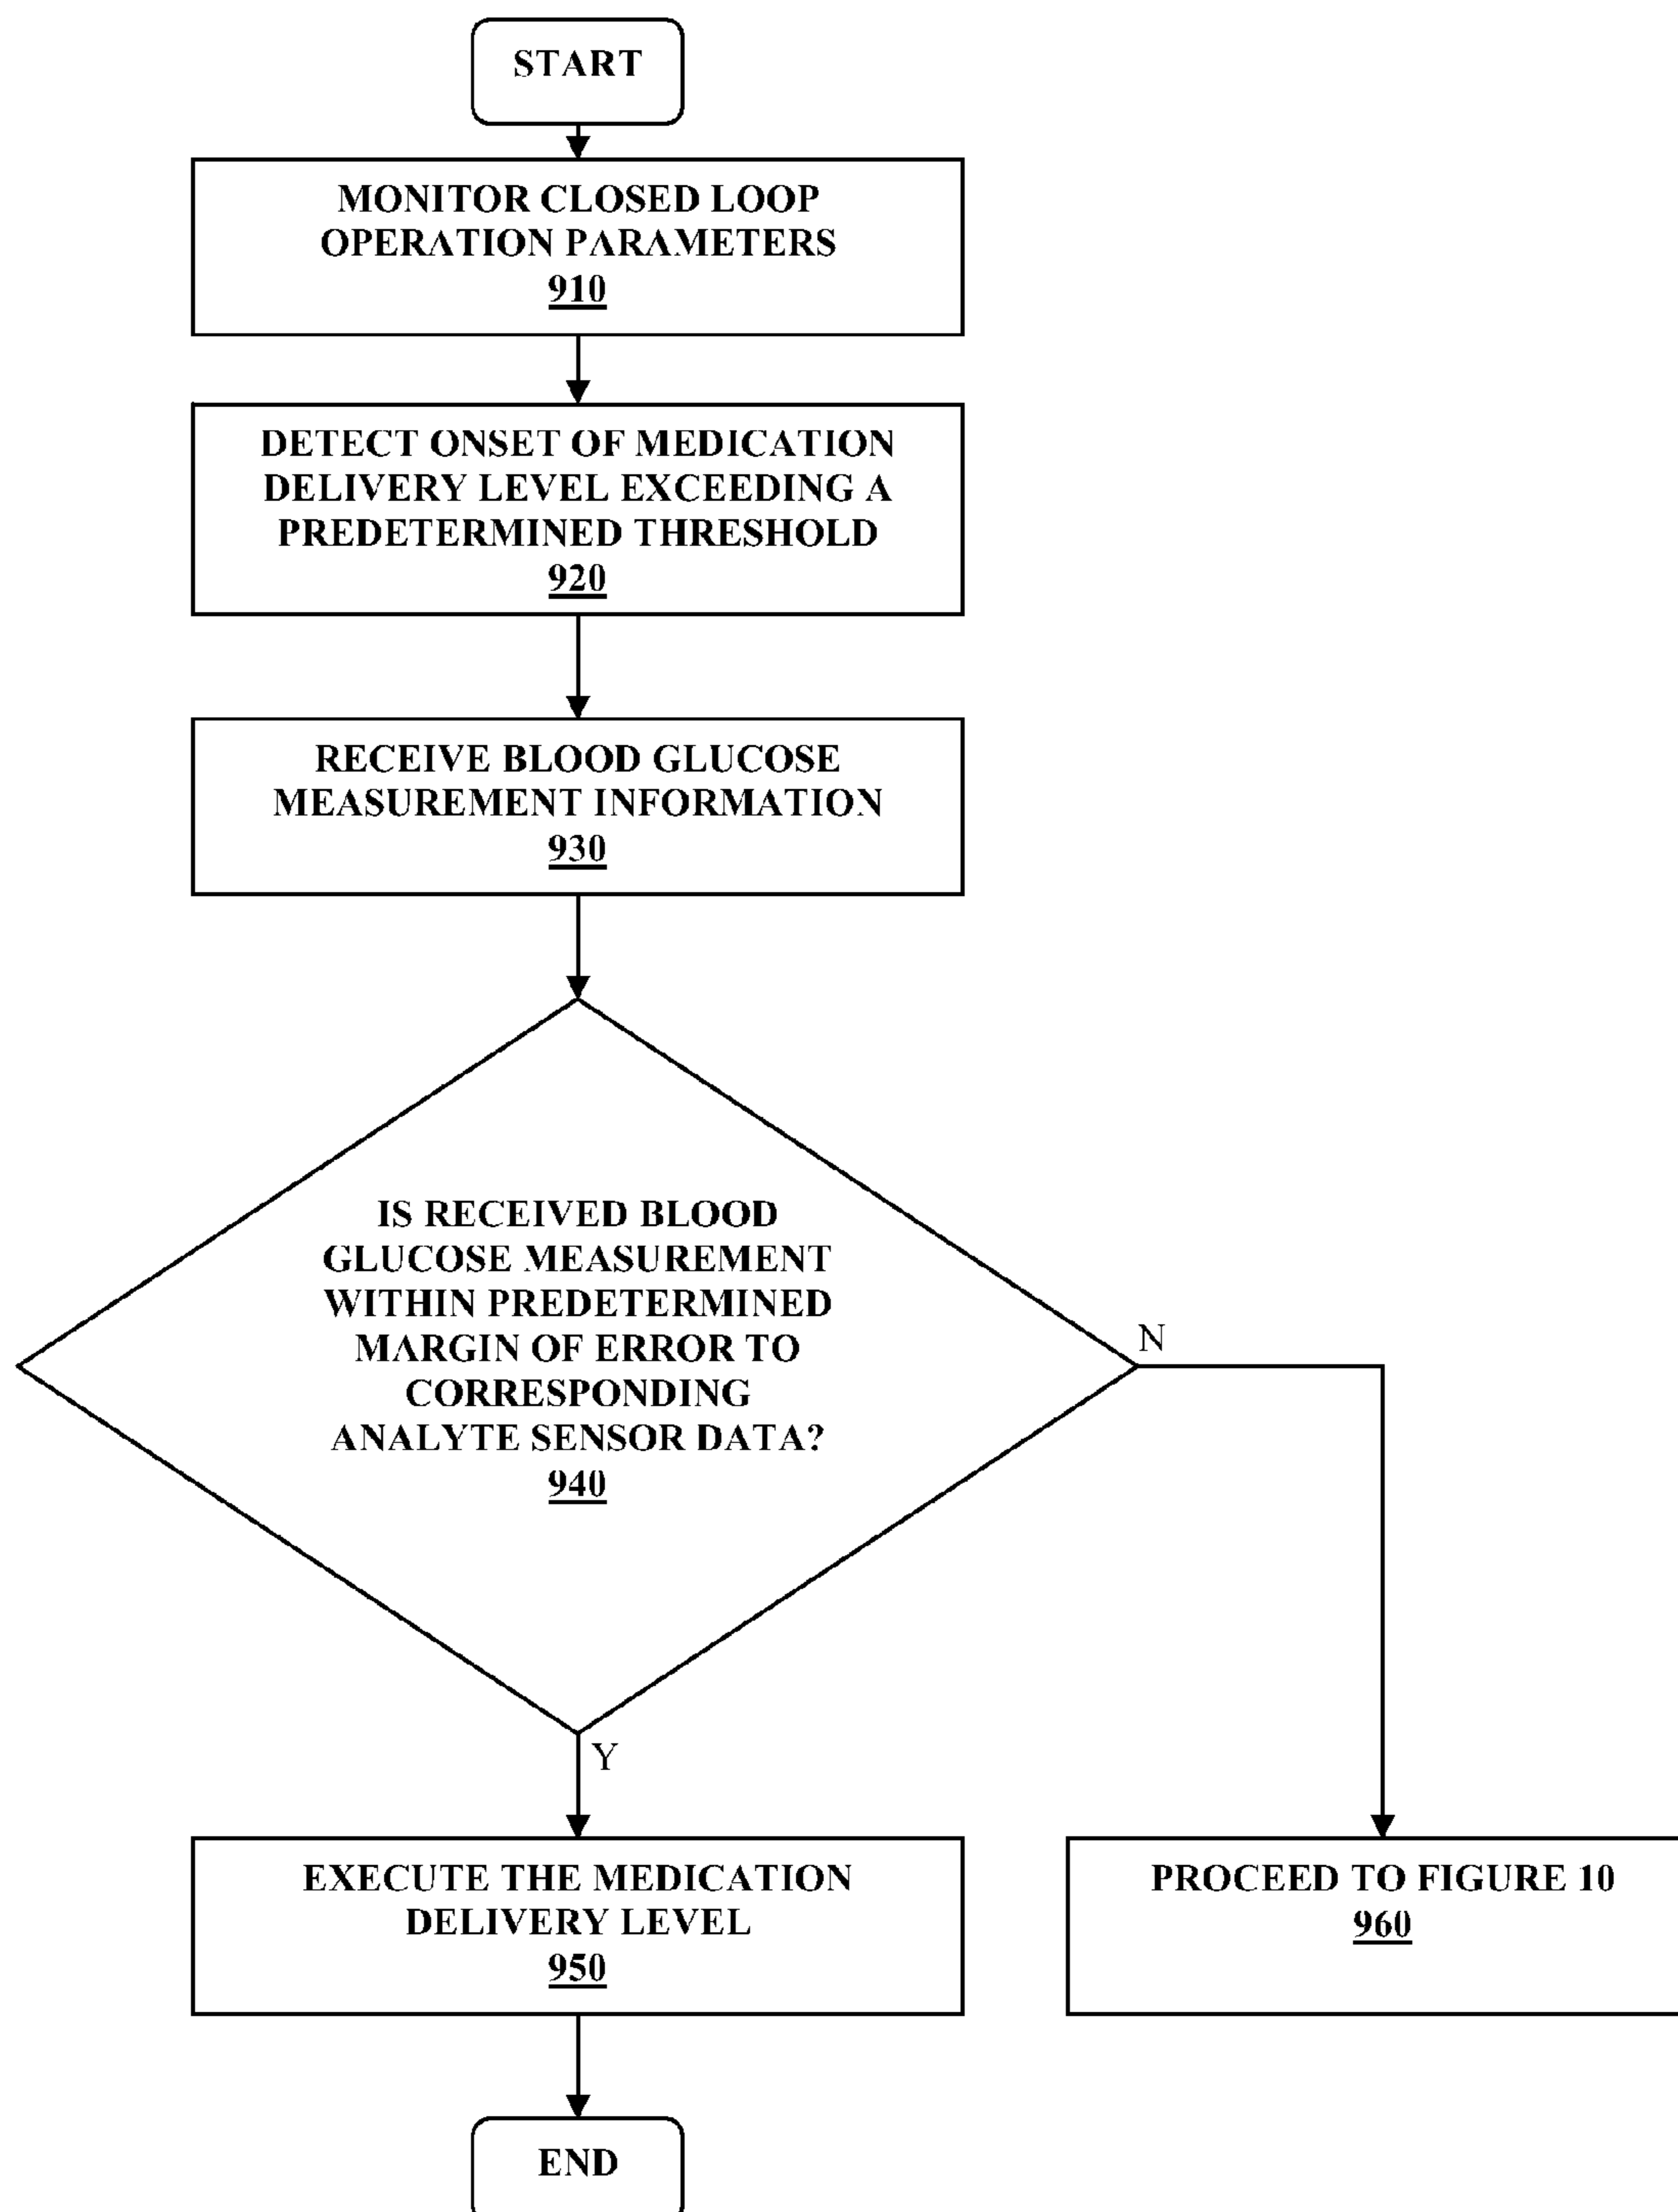 START
MONITOR CLOSED LOOP
OPERATION PARAMETERS
910
DETECT ONSET OF MEDICATION
DELIVERY LEVEL EXCEEDING A
PREDETERMINED THRESHOLD
920
RECEIVE BLOOD GLUCOSE
MEASUREMENT INFORMATION
930
IS RECEIVED BLOOD
GLUCOSE MEASUREMENT
WITHIN PREDETERMINED
MARGIN OF ERROR TO
CORRESPONDING
ANALYTE SENSOR DATA?
940
N
Y
EXECUTE THE MEDICATION
DELIVERY LEVEL
950
PROCEED TO FIGURE 10
960
END